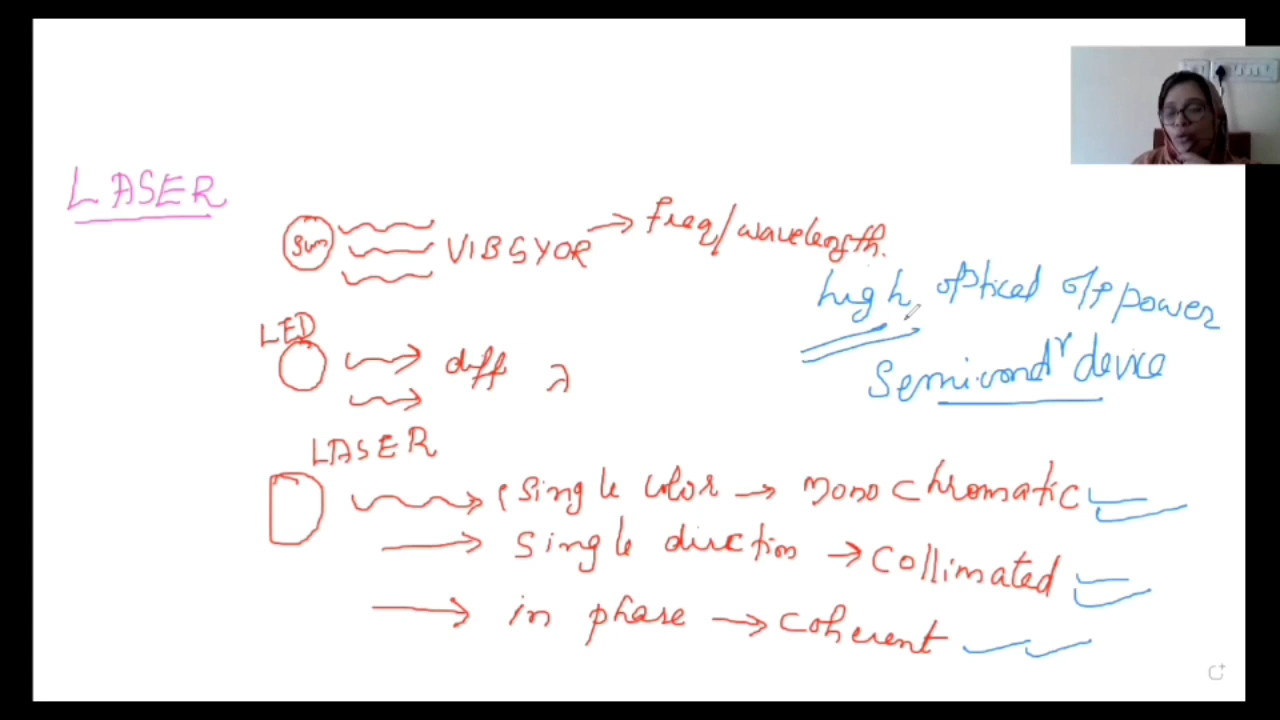 LASER
Sun VIBGYOR → freq/wavelength.
high optical o/p power
LED
diff λ
Semicondr device
LASER
single color → monochromatic
single direction → collimated
in phase → coherent